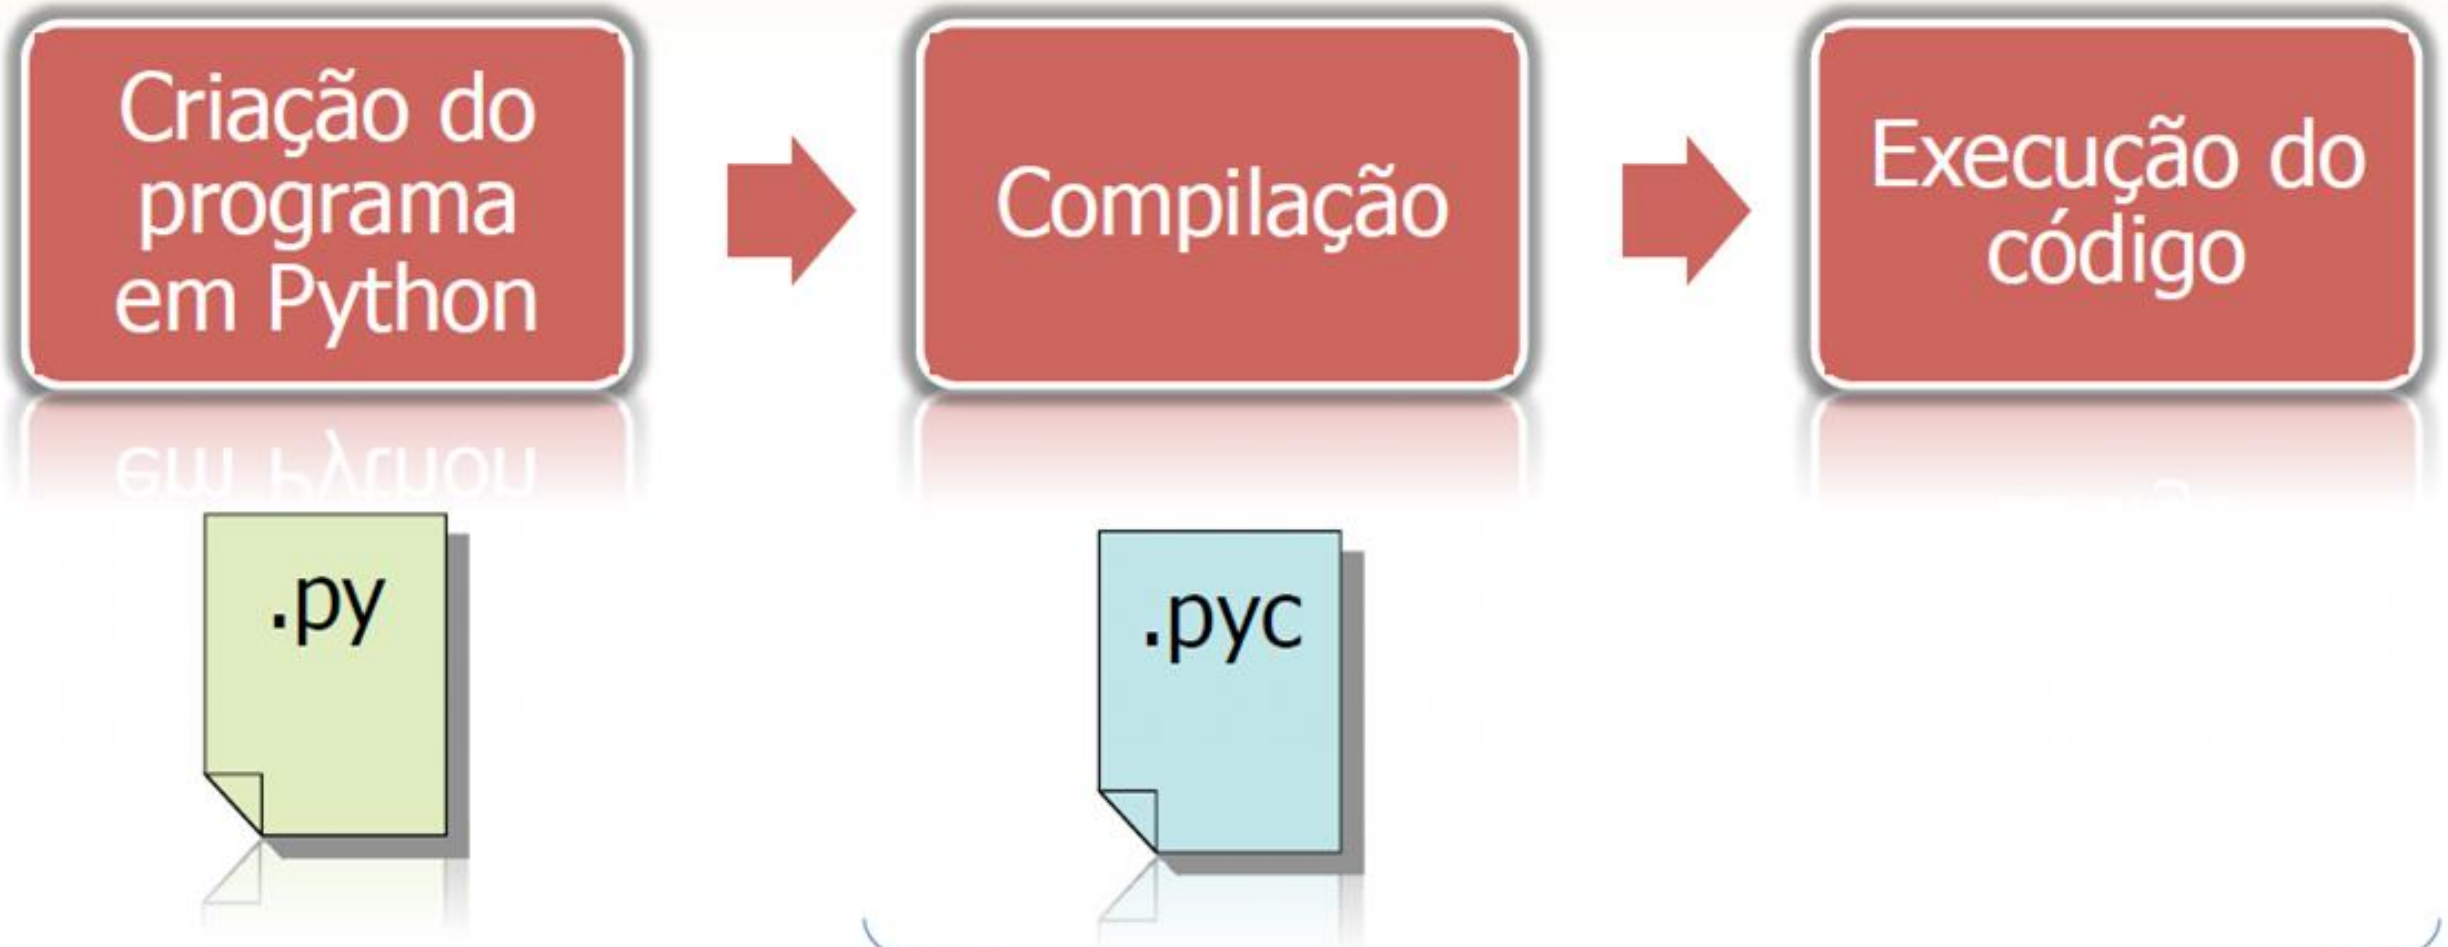 Criação do
programa
em Python
Compilação
Execução do
código
.py
.pyc